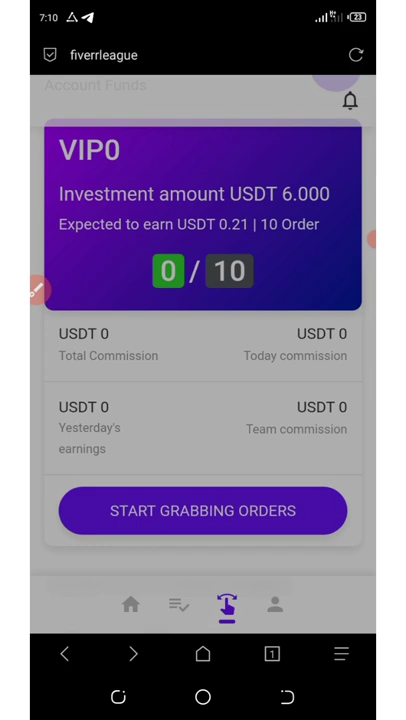 7:10
23
fiverrleague
Account Funds
VIP0
Investment amount USDT 6.000
Expected to earn USDT 0.21 | 10 Order
0 / 10
USDT 0
Total Commission
USDT 0
Today commission
USDT 0
Yesterday's
earnings
USDT 0
Team commission
START GRABBING ORDERS
1